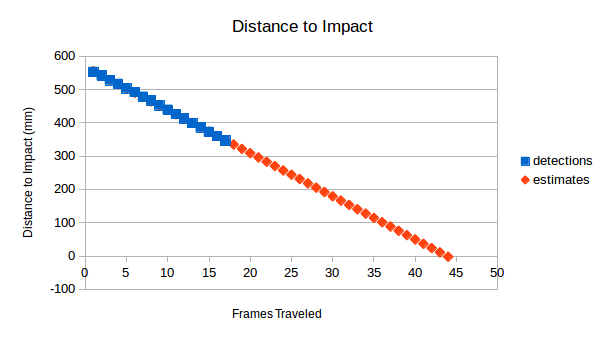 Distance to Impact
600
500
400
300
200
100
0
-100
0 5 10 15 20 25 30 35 40 45 50
Distance to Impact (mm)
Frames Traveled
detections
estimates